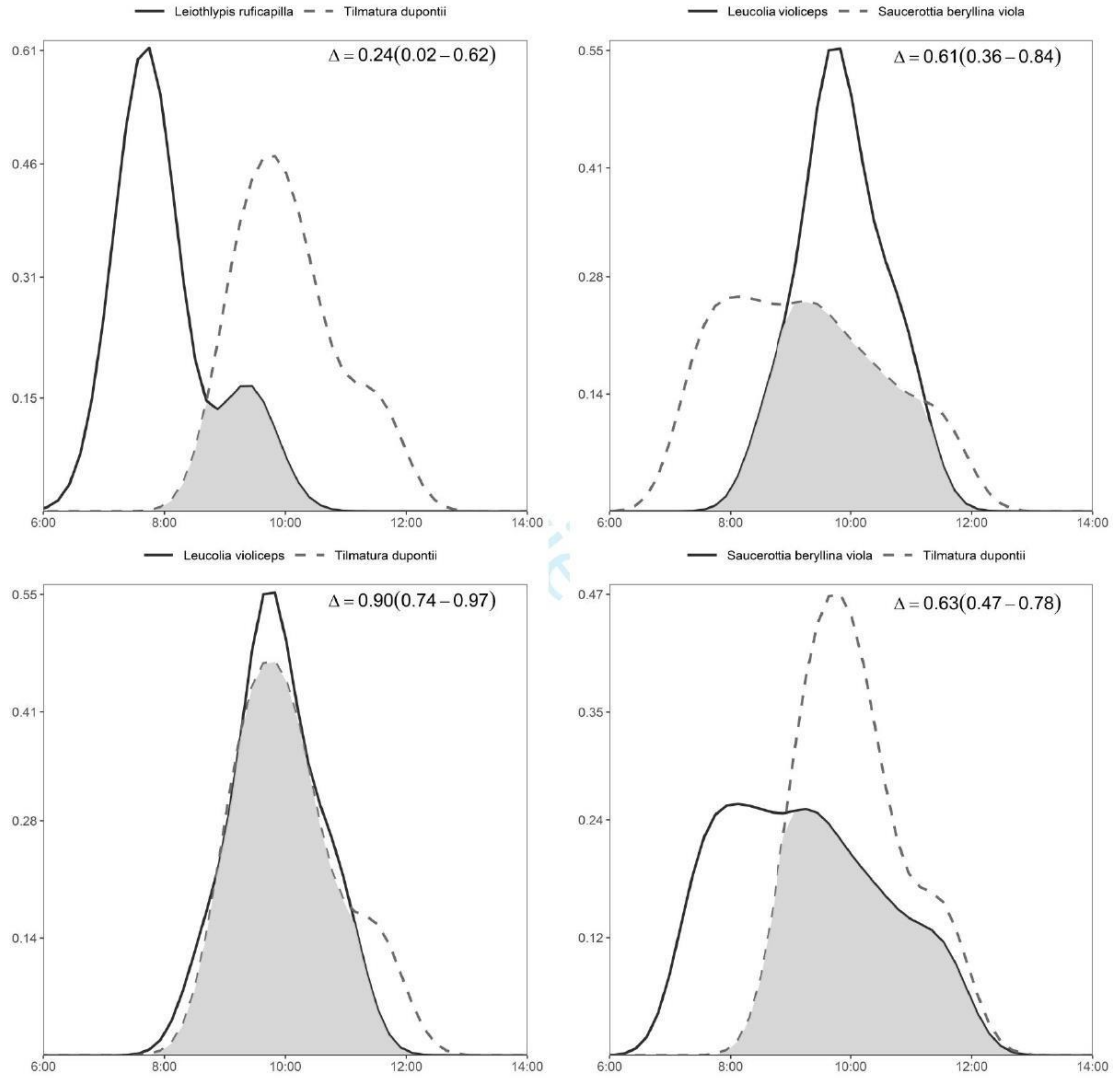 Leiothlypis ruficapilla Tilmatura dupontii
Δ = 0.24(0.02 – 0.62)
0.61
0.46
0.31
0.15
6:00 8:00 10:00 12:00 14:00
Leucolia violiceps Saucerottia beryllina viola
Δ = 0.61(0.36 – 0.84)
0.55
0.41
0.28
0.14
6:00 8:00 10:00 12:00 14:00
Leucolia violiceps Tilmatura dupontii
Δ = 0.90(0.74 – 0.97)
0.55
0.41
0.28
0.14
6:00 8:00 10:00 12:00 14:00
Saucerottia beryllina viola Tilmatura dupontii
Δ = 0.63(0.47 – 0.78)
0.47
0.35
0.24
0.12
6:00 8:00 10:00 12:00 14:00